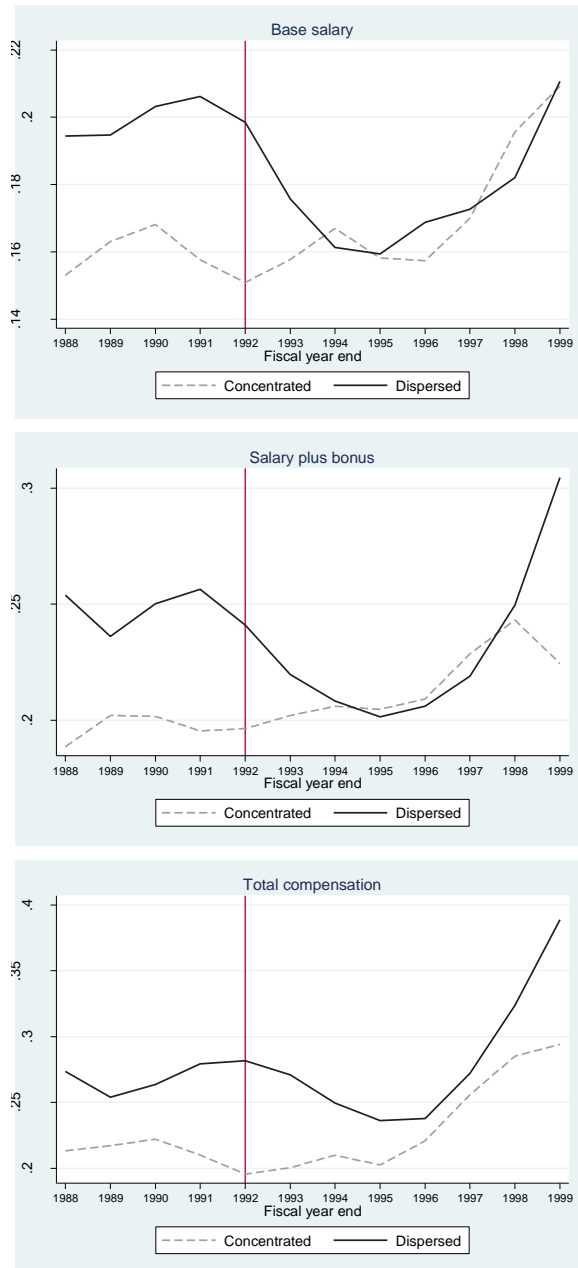 Base salary
.22
.2
.18
.16
.14
1988 1989 1990 1991 1992 1993 1994 1995 1996 1997 1998 1999
Fiscal year end
Concentrated Dispersed
Salary plus bonus
.3
.25
.2
1988 1989 1990 1991 1992 1993 1994 1995 1996 1997 1998 1999
Fiscal year end
Concentrated Dispersed
Total compensation
.4
.35
.3
.25
.2
1988 1989 1990 1991 1992 1993 1994 1995 1996 1997 1998 1999
Fiscal year end
Concentrated Dispersed